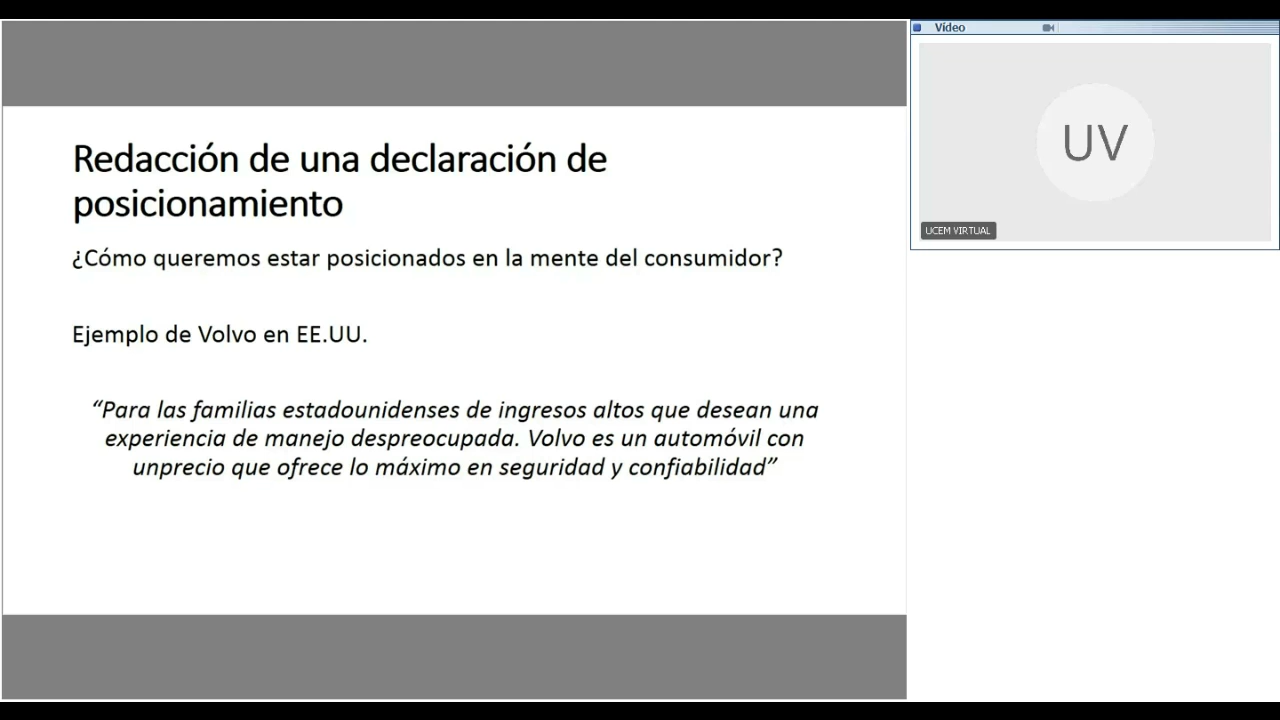 Redacción de una declaración de
posicionamiento
¿Cómo queremos estar posicionados en la mente del consumidor?
Ejemplo de Volvo en EE.UU.
“Para las familias estadounidenses de ingresos altos que desean una
experiencia de manejo despreocupada. Volvo es un automóvil con
unprecio que ofrece lo máximo en seguridad y confiabilidad”
Vídeo
UV
UCEM VIRTUAL